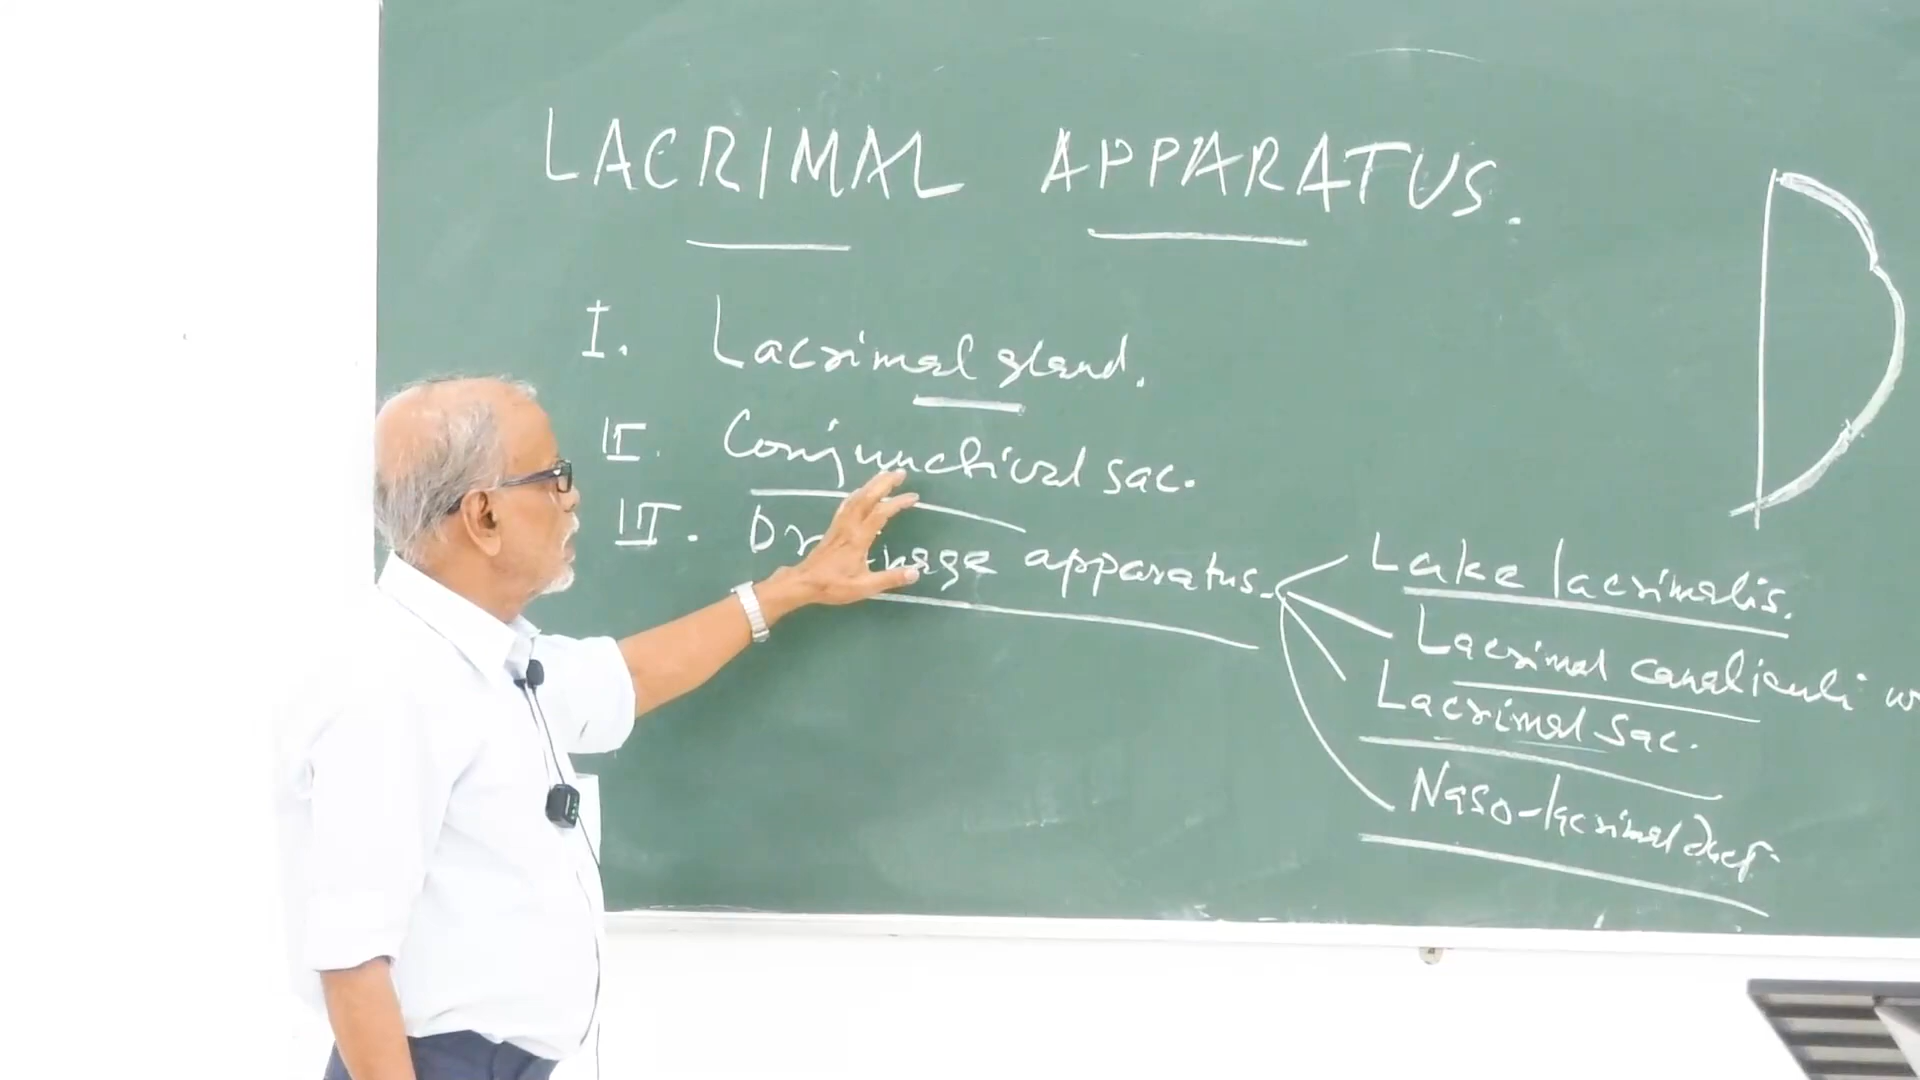 LACRIMAL APPARATUS.
I. Lacrimal gland.
II. Conjunctival sac.
III. Drainage apparatus.
Lake lacrimalis.
Lacrimal canaliculi
Lacrimal Sac.
Naso-lacrimal duct